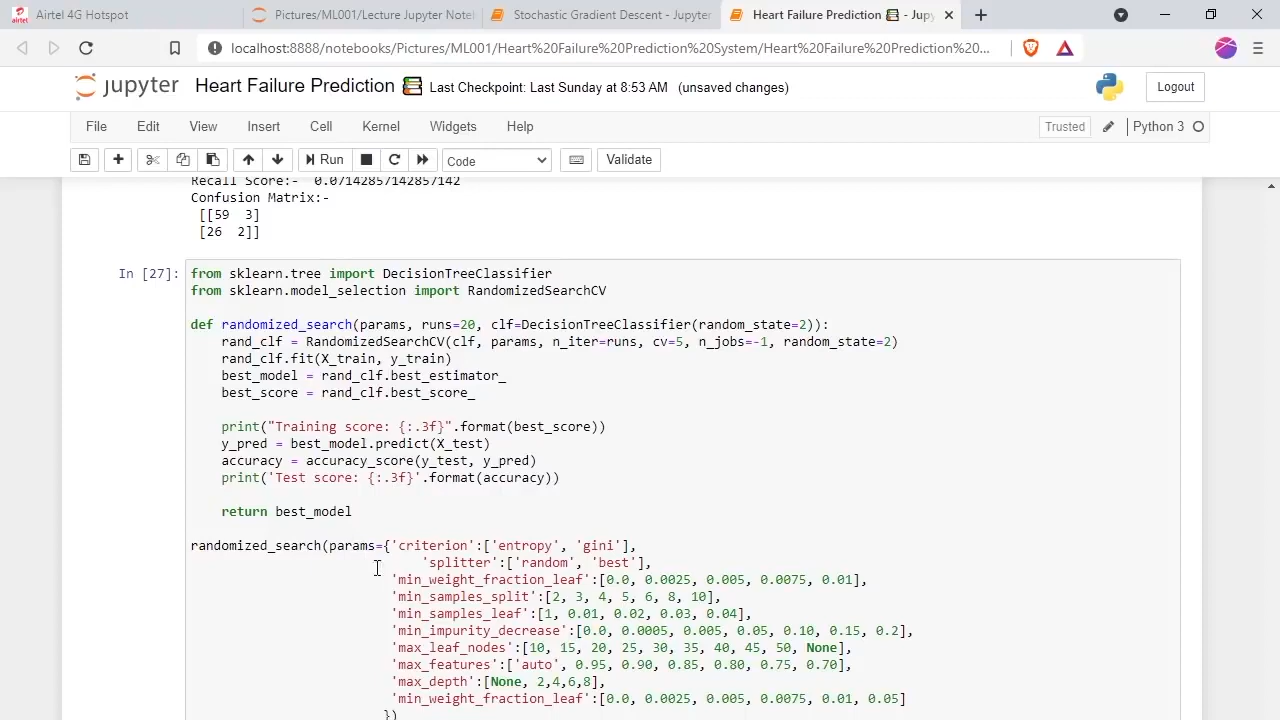 Airtel 4G Hotspot
Pictures/ML001/Lecture Jupyter Note
Stochastic Gradient Descent - Jupyter
Heart Failure Prediction - Jupy
localhost:8888/notebooks/Pictures/ML001/Heart%20Failure%20Prediction%20System/Heart%20Failure%20Prediction%20...
jupyter Heart Failure Prediction Last Checkpoint: Last Sunday at 8:53 AM (unsaved changes)
Logout
File Edit View Insert Cell Kernel Widgets Help
Trusted
Python 3
Run
Code
Validate
Recall Score:-  0.07142857142857142
Confusion Matrix:-
[[59  3]
[26  2]]
In [27]:
from sklearn.tree import DecisionTreeClassifier
from sklearn.model_selection import RandomizedSearchCV
def randomized_search(params, runs=20, clf=DecisionTreeClassifier(random_state=2)):
rand_clf = RandomizedSearchCV(clf, params, n_iter=runs, cv=5, n_jobs=-1, random_state=2)
rand_clf.fit(X_train, y_train)
best_model = rand_clf.best_estimator_
best_score = rand_clf.best_score_
print("Training score: {:.3f}".format(best_score))
y_pred = best_model.predict(X_test)
accuracy = accuracy_score(y_test, y_pred)
print('Test score: {:.3f}'.format(accuracy))
return best_model
randomized_search(params={'criterion':['entropy', 'gini'],
'splitter':['random', 'best'],
'min_weight_fraction_leaf':[0.0, 0.0025, 0.005, 0.0075, 0.01],
'min_samples_split':[2, 3, 4, 5, 6, 8, 10],
'min_samples_leaf':[1, 0.01, 0.02, 0.03, 0.04],
'min_impurity_decrease':[0.0, 0.0005, 0.005, 0.05, 0.10, 0.15, 0.2],
'max_leaf_nodes':[10, 15, 20, 25, 30, 35, 40, 45, 50, None],
'max_features':['auto', 0.95, 0.90, 0.85, 0.80, 0.75, 0.70],
'max_depth':[None, 2,4,6,8],
'min_weight_fraction_leaf':[0.0, 0.0025, 0.005, 0.0075, 0.01, 0.05]
})